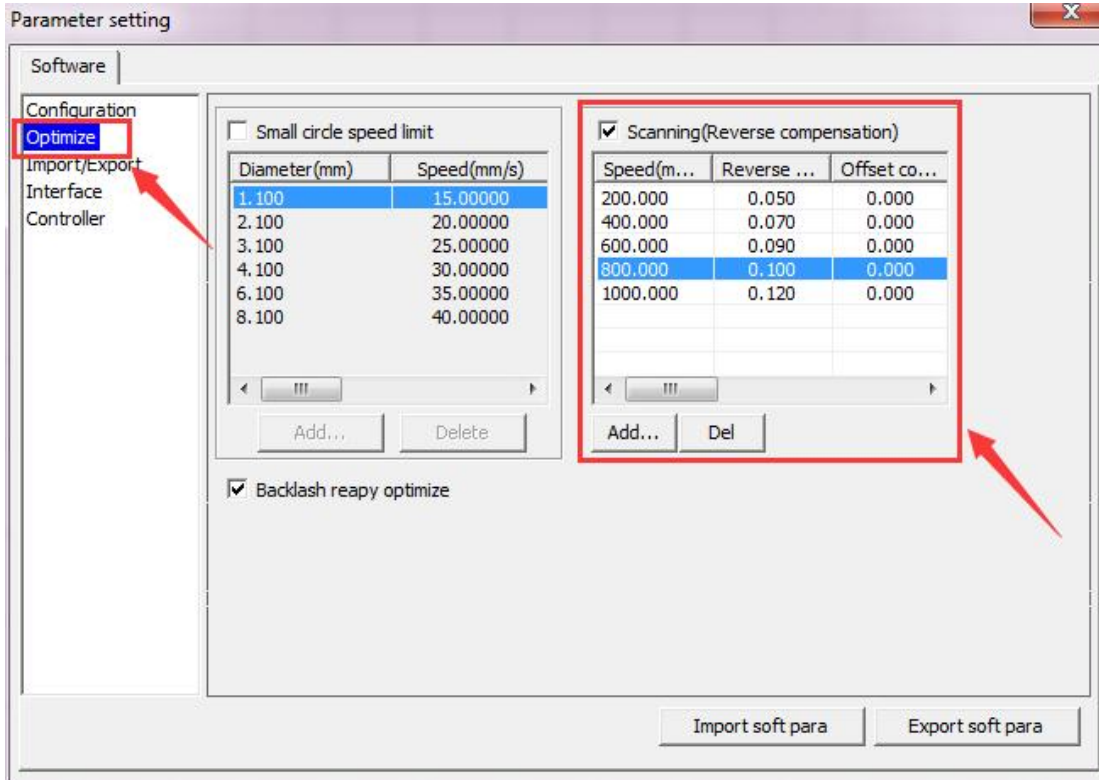 Parameter setting
Software
Configuration
Optimize
Import/Export
Interface
Controller
Small circle speed limit
Diameter(mm) Speed(mm/s)
1.100 15.00000
2.100 20.00000
3.100 25.00000
4.100 30.00000
6.100 35.00000
8.100 40.00000
Add... Delete
Scanning(Reverse compensation)
Speed(m... Reverse ... Offset co...
200.000 0.050 0.000
400.000 0.070 0.000
600.000 0.090 0.000
800.000 0.100 0.000
1000.000 0.120 0.000
Add... Del
Backlash reapy optimize
Import soft para Export soft para